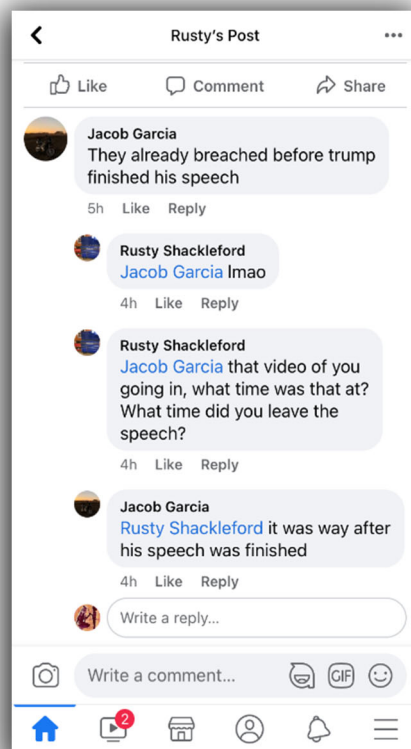 Rusty's Post
Like Comment Share
Jacob Garcia
They already breached before trump
finished his speech
5h Like Reply
Rusty Shackleford
Jacob Garcia lmao
4h Like Reply
Rusty Shackleford
Jacob Garcia that video of you
going in, what time was that at?
What time did you leave the
speech?
4h Like Reply
Jacob Garcia
Rusty Shackleford it was way after
his speech was finished
4h Like Reply
Write a reply...
Write a comment... GIF
2